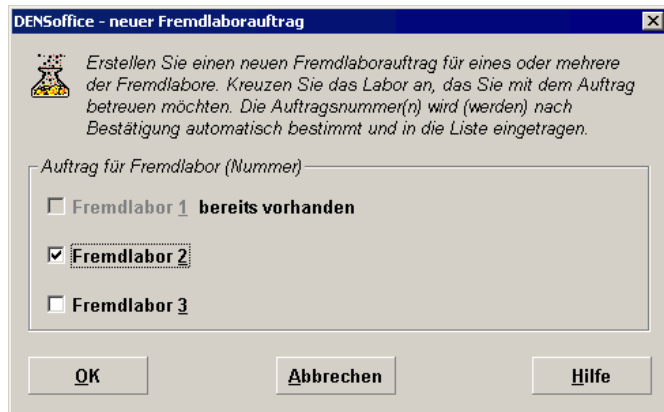 DENSoffice - neuer Fremdlaborauftrag
Erstellen Sie einen neuen Fremdlaborauftrag für eines oder mehrere
der Fremdlabore. Kreuzen Sie das Labor an, das Sie mit dem Auftrag
betreuen möchten. Die Auftragsnummer(n) wird (werden) nach
Bestätigung automatisch bestimmt und in die Liste eingetragen.
Auftrag für Fremdlabor (Nummer)
Fremdlabor 1 bereits vorhanden
Fremdlabor 2
Fremdlabor 3
OK Abbrechen Hilfe